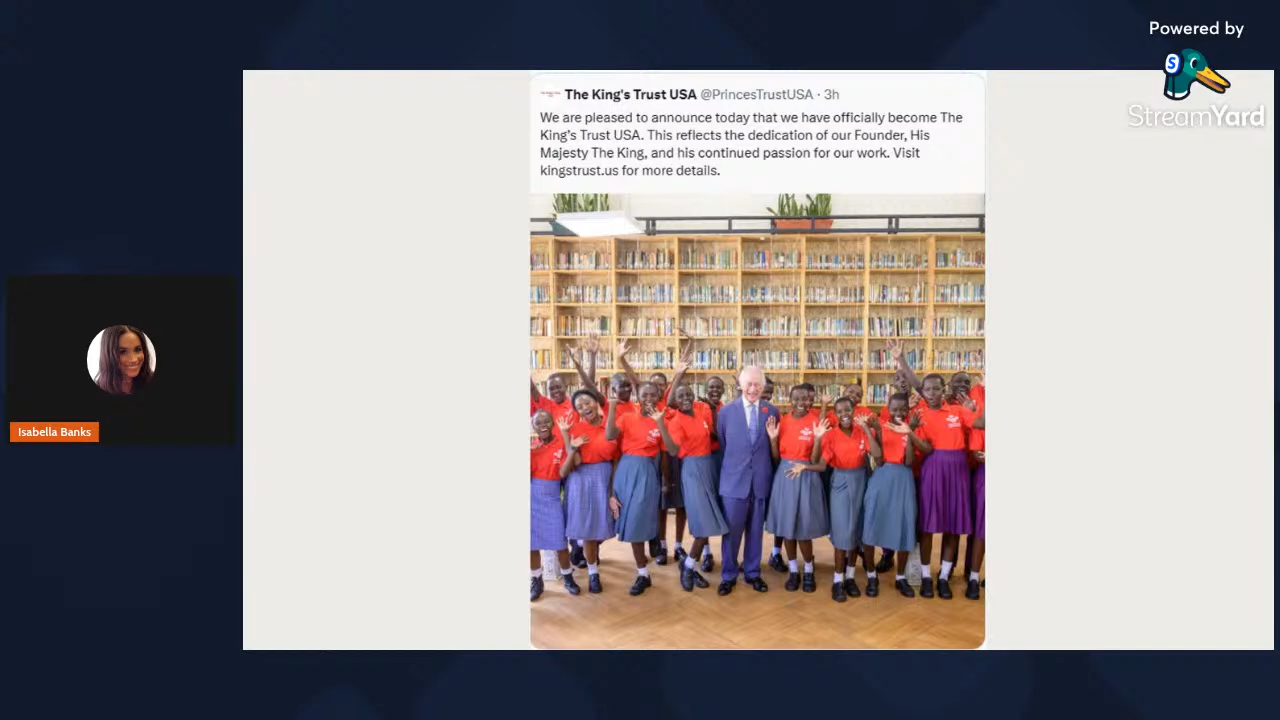 Powered by
StreamYard
The King's Trust USA @PrincesTrustUSA · 3h
We are pleased to announce today that we have officially become The
King's Trust USA. This reflects the dedication of our Founder, His
Majesty The King, and his continued passion for our work. Visit
kingstrust.us for more details.
Isabella Banks